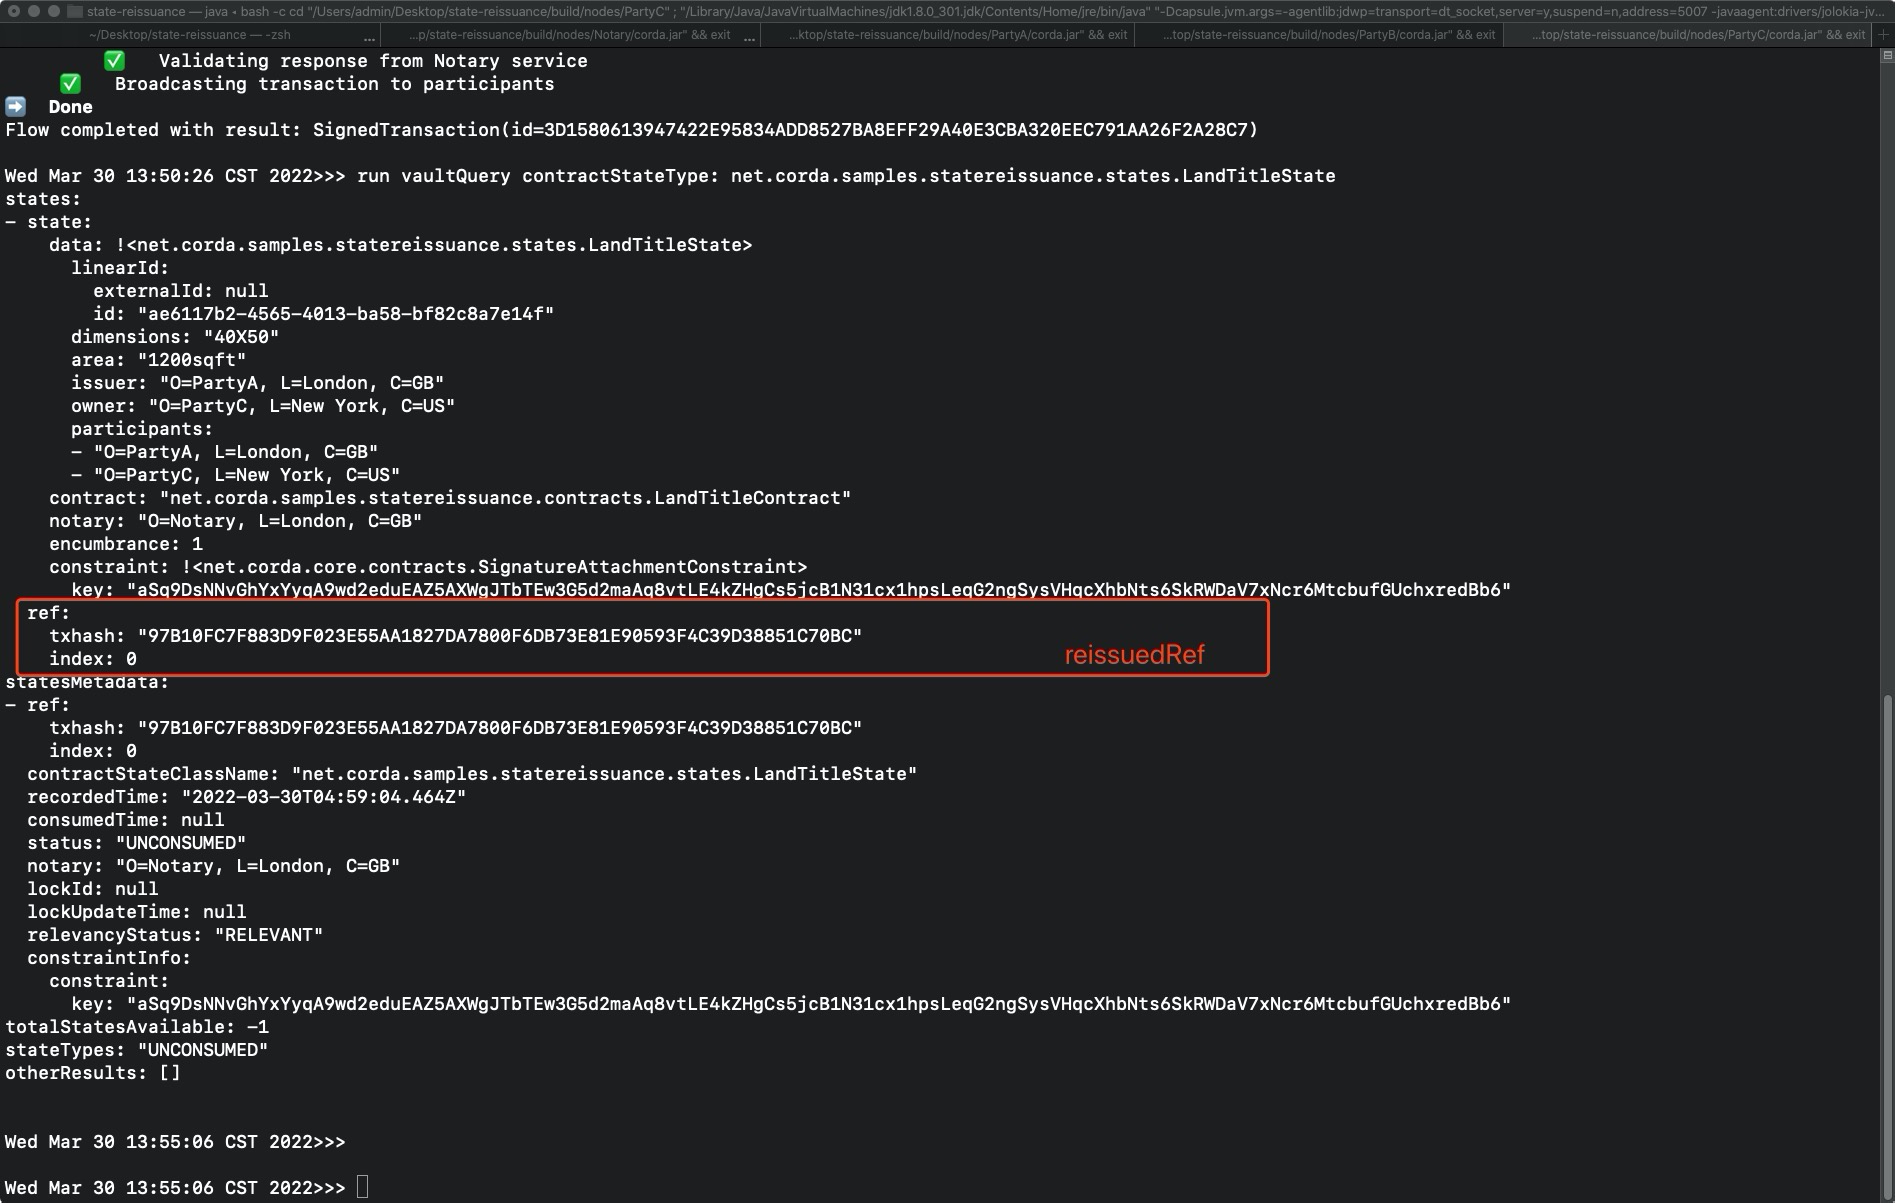 state-reissuance — java ◂ bash -c cd "/Users/admin/Desktop/state-reissuance/build/nodes/PartyC" ; "/Library/Java/JavaVirtualMachines/jdk1.8.0_301.jdk/Contents/Home/jre/bin/java" "-Dcapsule.jvm.args=-agentlib:jdwp=transport=dt_socket,server=y,suspend=n,address=5007 -javaagent:drivers/jolokia-jv...
~/Desktop/state-reissuance — -zsh ... ...p/state-reissuance/build/nodes/Notary/corda.jar" && exit ... ...ktop/state-reissuance/build/nodes/PartyA/corda.jar" && exit ...top/state-reissuance/build/nodes/PartyB/corda.jar" && exit ...top/state-reissuance/build/nodes/PartyC/corda.jar" && exit +
✅ Validating response from Notary service
✅ Broadcasting transaction to participants
➡️ Done
Flow completed with result: SignedTransaction(id=3D1580613947422E95834ADD8527BA8EFF29A40E3CBA320EEC791AA26F2A28C7)
Wed Mar 30 13:50:26 CST 2022>>> run vaultQuery contractStateType: net.corda.samples.statereissuance.states.LandTitleState
states:
- state:
data: !<net.corda.samples.statereissuance.states.LandTitleState>
linearId:
externalId: null
id: "ae6117b2-4565-4013-ba58-bf82c8a7e14f"
dimensions: "40X50"
area: "1200sqft"
issuer: "O=PartyA, L=London, C=GB"
owner: "O=PartyC, L=New York, C=US"
participants:
- "O=PartyA, L=London, C=GB"
- "O=PartyC, L=New York, C=US"
contract: "net.corda.samples.statereissuance.contracts.LandTitleContract"
notary: "O=Notary, L=London, C=GB"
encumbrance: 1
constraint: !<net.corda.core.contracts.SignatureAttachmentConstraint>
key: "aSq9DsNNvGhYxYyqA9wd2eduEAZ5AXWgJTbTEw3G5d2maAq8vtLE4kZHgCs5jcB1N31cx1hpsLeqG2ngSysVHqcXhbNts6SkRWDaV7xNcr6MtcbufGUchxredBb6"
ref:
txhash: "97B10FC7F883D9F023E55AA1827DA7800F6DB73E81E90593F4C39D38851C70BC"
index: 0
reissuedRef
statesMetadata:
- ref:
txhash: "97B10FC7F883D9F023E55AA1827DA7800F6DB73E81E90593F4C39D38851C70BC"
index: 0
contractStateClassName: "net.corda.samples.statereissuance.states.LandTitleState"
recordedTime: "2022-03-30T04:59:04.464Z"
consumedTime: null
status: "UNCONSUMED"
notary: "O=Notary, L=London, C=GB"
lockId: null
lockUpdateTime: null
relevancyStatus: "RELEVANT"
constraintInfo:
constraint:
key: "aSq9DsNNvGhYxYyqA9wd2eduEAZ5AXWgJTbTEw3G5d2maAq8vtLE4kZHgCs5jcB1N31cx1hpsLeqG2ngSysVHqcXhbNts6SkRWDaV7xNcr6MtcbufGUchxredBb6"
totalStatesAvailable: -1
stateTypes: "UNCONSUMED"
otherResults: []
Wed Mar 30 13:55:06 CST 2022>>>
Wed Mar 30 13:55:06 CST 2022>>>